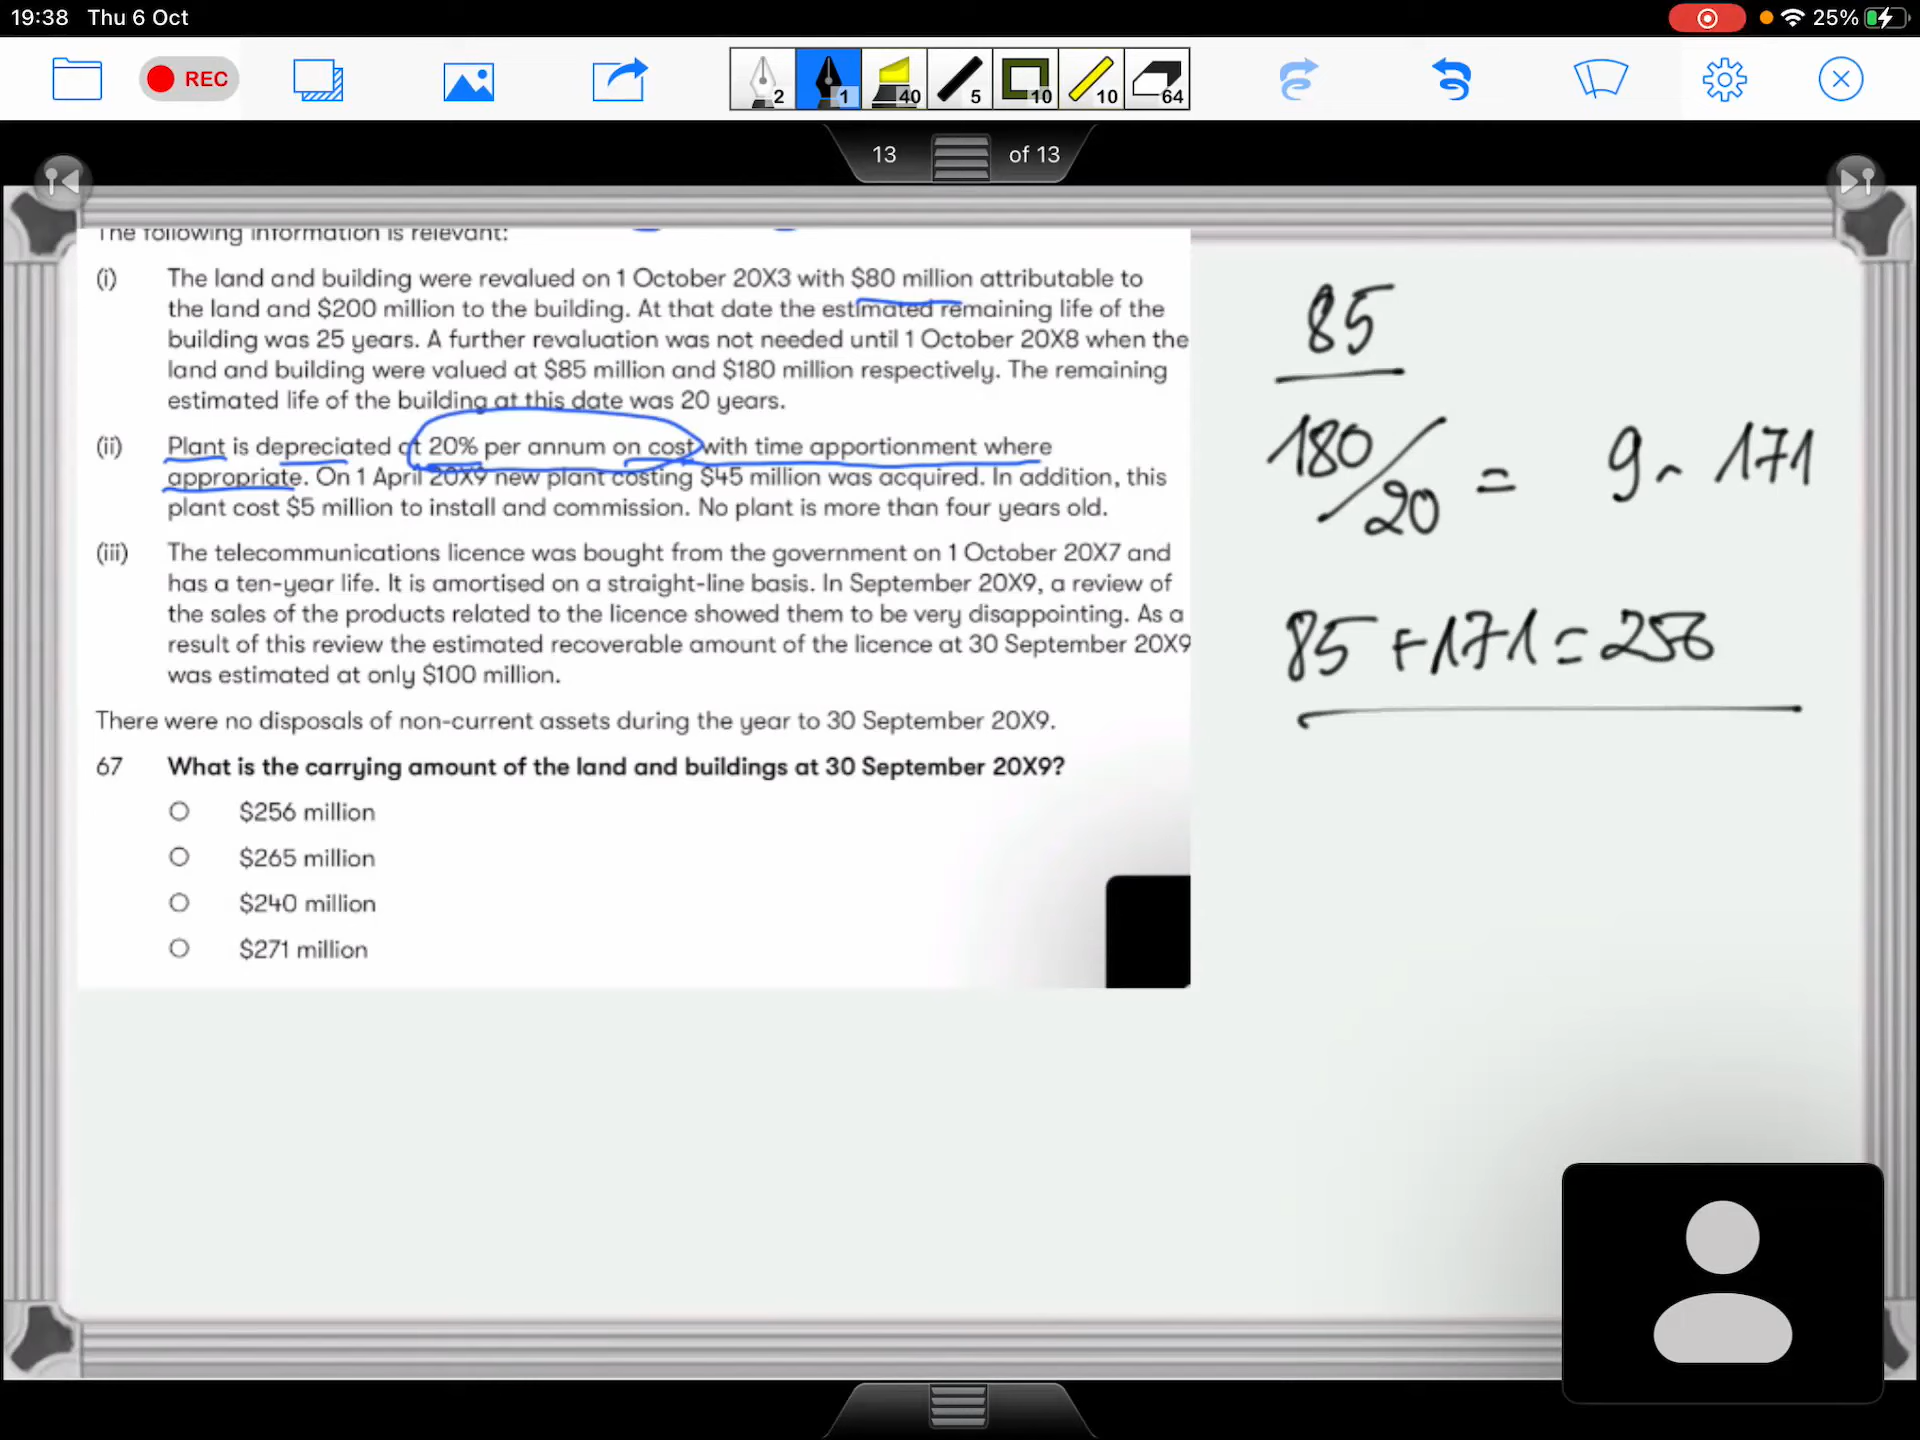 19:38 Thu 6 Oct 25%
REC 2 1 40 5 10 10 64
13 of 13
The following information is relevant:
(i) The land and building were revalued on 1 October 20X3 with $80 million attributable to
the land and $200 million to the building. At that date the estimated remaining life of the
building was 25 years. A further revaluation was not needed until 1 October 20X8 when the
land and building were valued at $85 million and $180 million respectively. The remaining
estimated life of the building at this date was 20 years.
(ii) Plant is depreciated at 20% per annum on cost with time apportionment where
appropriate. On 1 April 20X9 new plant costing $45 million was acquired. In addition, this
plant cost $5 million to install and commission. No plant is more than four years old.
(iii) The telecommunications licence was bought from the government on 1 October 20X7 and
has a ten-year life. It is amortised on a straight-line basis. In September 20X9, a review of
the sales of the products related to the licence showed them to be very disappointing. As a
result of this review the estimated recoverable amount of the licence at 30 September 20X9
was estimated at only $100 million.
There were no disposals of non-current assets during the year to 30 September 20X9.
67 What is the carrying amount of the land and buildings at 30 September 20X9?
$256 million
$265 million
$240 million
$271 million
85
180/20 = 9 ~ 171
85 + 171 = 256